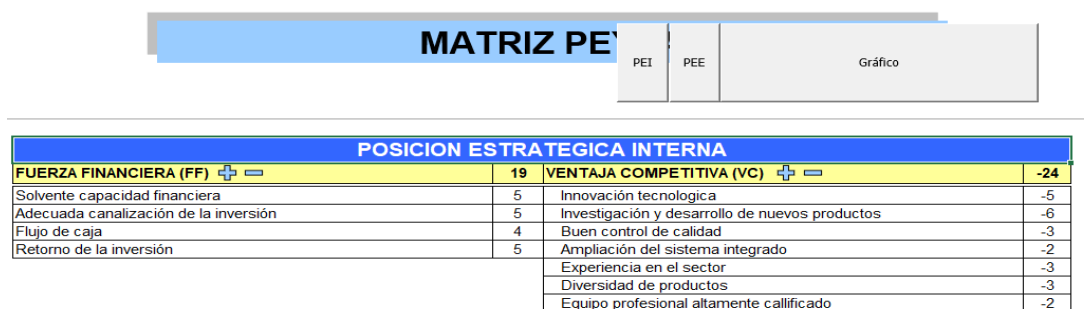 MATRIZ PEY
PEI PEE Gráfico
POSICION ESTRATEGICA INTERNA
FUERZA FINANCIERA (FF) 19 VENTAJA COMPETITIVA (VC) -24
Solvente capacidad financiera 5 Innovación tecnologica -5
Adecuada canalización de la inversión 5 Investigación y desarrollo de nuevos productos -6
Flujo de caja 4 Buen control de calidad -3
Retorno de la inversión 5 Ampliación del sistema integrado -2
Experiencia en el sector -3
Diversidad de productos -3
Equipo profesional altamente callificado -2